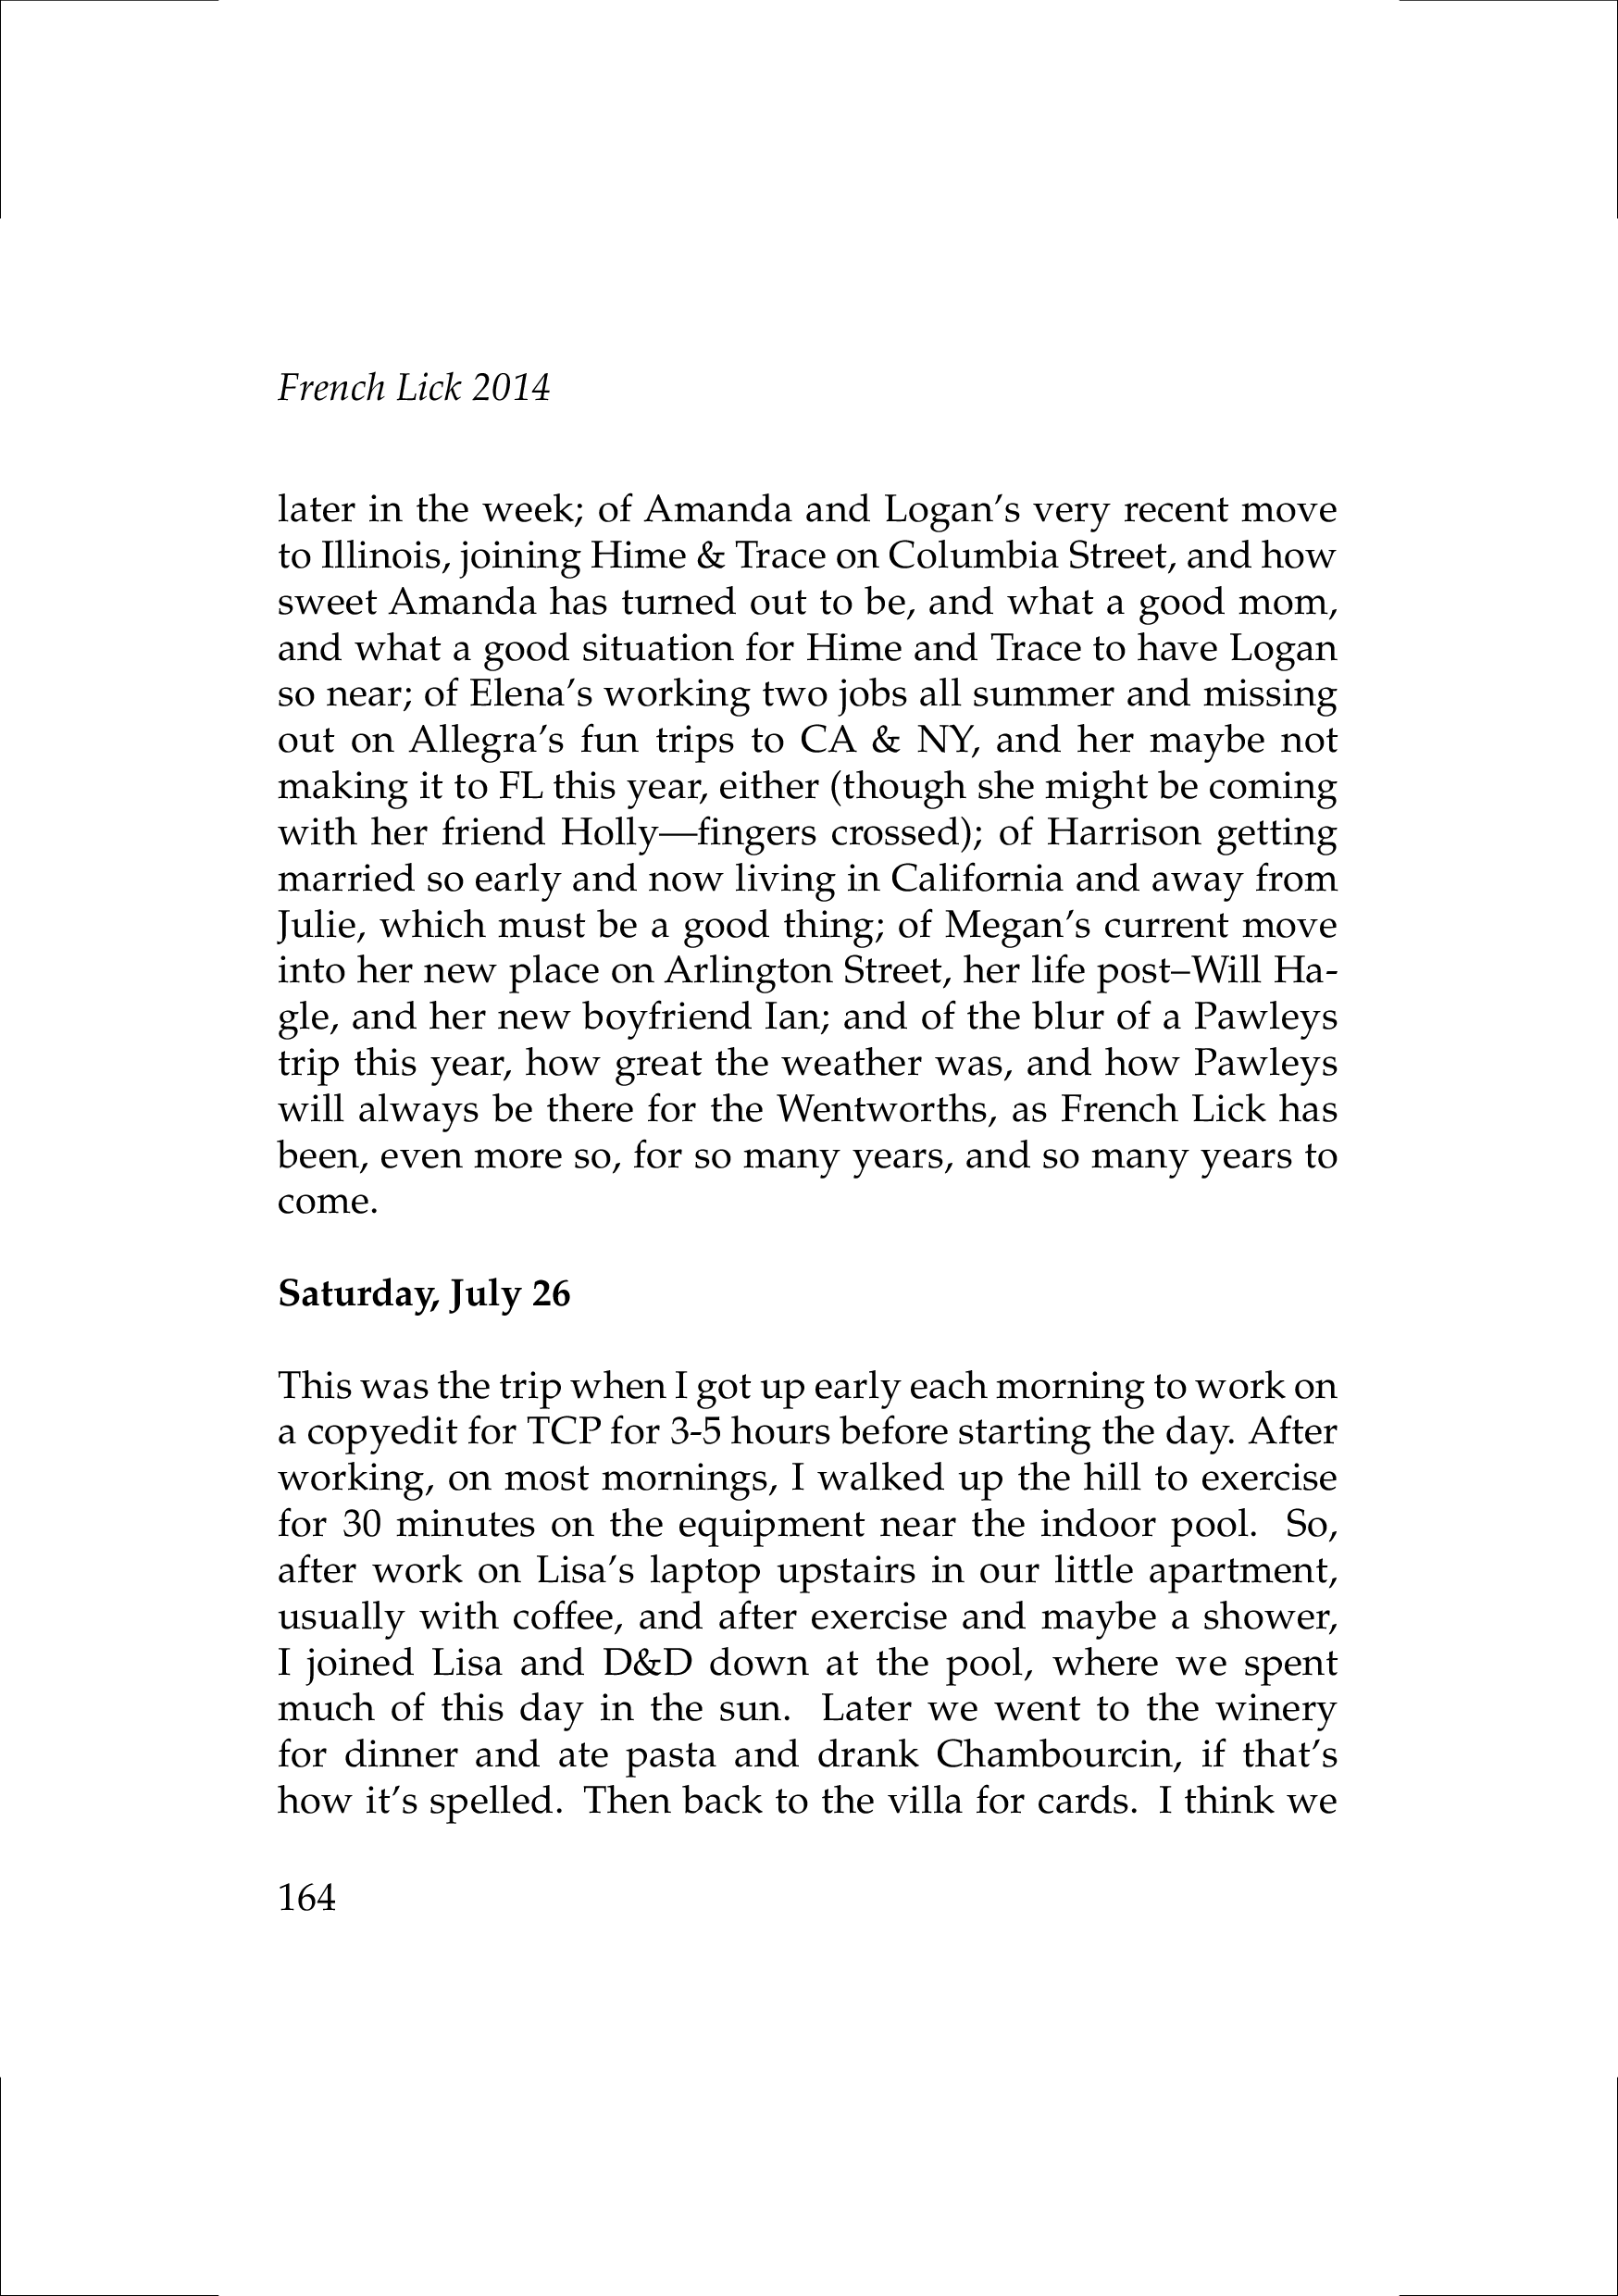 French Lick 2014
later in the week; of Amanda and Logan’s very recent move
to Illinois, joining Hime & Trace on Columbia Street, and how
sweet Amanda has turned out to be, and what a good mom,
and what a good situation for Hime and Trace to have Logan
so near; of Elena’s working two jobs all summer and missing
out on Allegra’s fun trips to CA & NY, and her maybe not
making it to FL this year, either (though she might be coming
with her friend Holly—fingers crossed); of Harrison getting
married so early and now living in California and away from
Julie, which must be a good thing; of Megan’s current move
into her new place on Arlington Street, her life post–Will Ha-
gle, and her new boyfriend Ian; and of the blur of a Pawleys
trip this year, how great the weather was, and how Pawleys
will always be there for the Wentworths, as French Lick has
been, even more so, for so many years, and so many years to
come.
Saturday, July 26
This was the trip when I got up early each morning to work on
a copyedit for TCP for 3-5 hours before starting the day. After
working, on most mornings, I walked up the hill to exercise
for 30 minutes on the equipment near the indoor pool. So,
after work on Lisa’s laptop upstairs in our little apartment,
usually with coffee, and after exercise and maybe a shower,
I joined Lisa and D&D down at the pool, where we spent
much of this day in the sun. Later we went to the winery
for dinner and ate pasta and drank Chambourcin, if that’s
how it’s spelled. Then back to the villa for cards. I think we
164